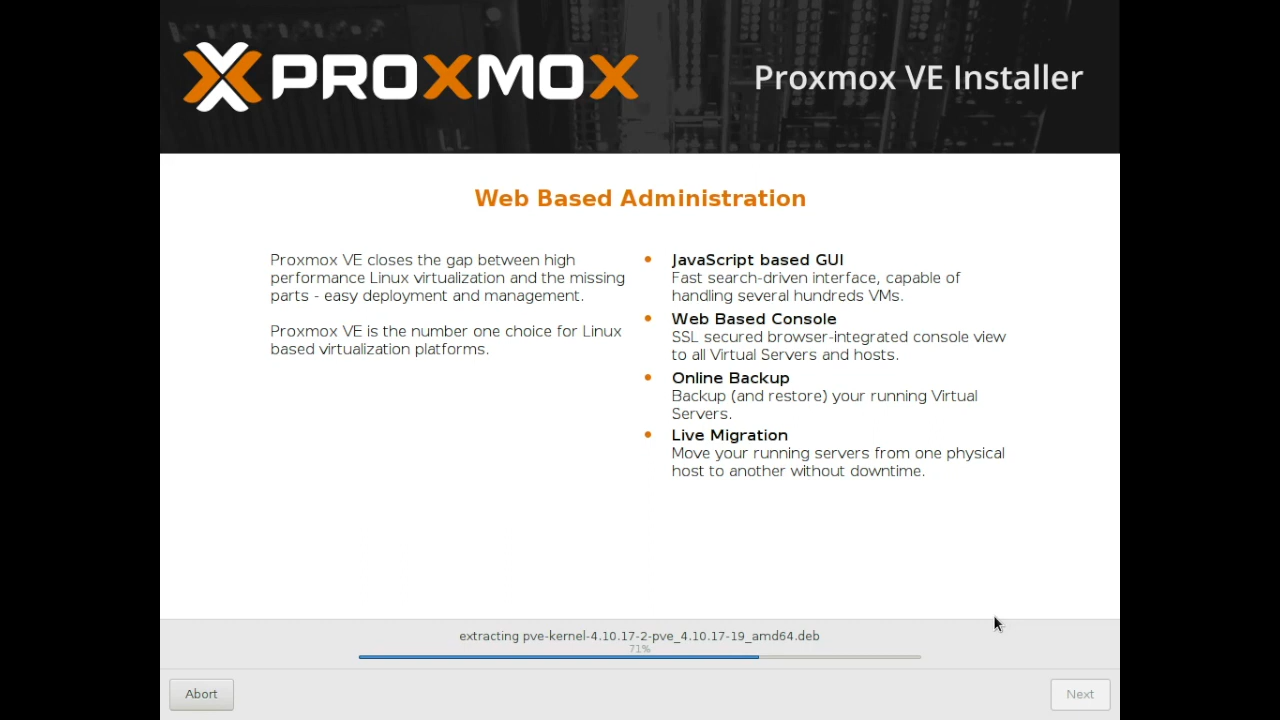 PROXMOX
Proxmox VE Installer
Web Based Administration
Proxmox VE closes the gap between high
performance Linux virtualization and the missing
parts - easy deployment and management.
Proxmox VE is the number one choice for Linux
based virtualization platforms.
JavaScript based GUI
Fast search-driven interface, capable of
handling several hundreds VMs.
Web Based Console
SSL secured browser-integrated console view
to all Virtual Servers and hosts.
Online Backup
Backup (and restore) your running Virtual
Servers.
Live Migration
Move your running servers from one physical
host to another without downtime.
extracting pve-kernel-4.10.17-2-pve_4.10.17-19_amd64.deb
71%
Abort
Next